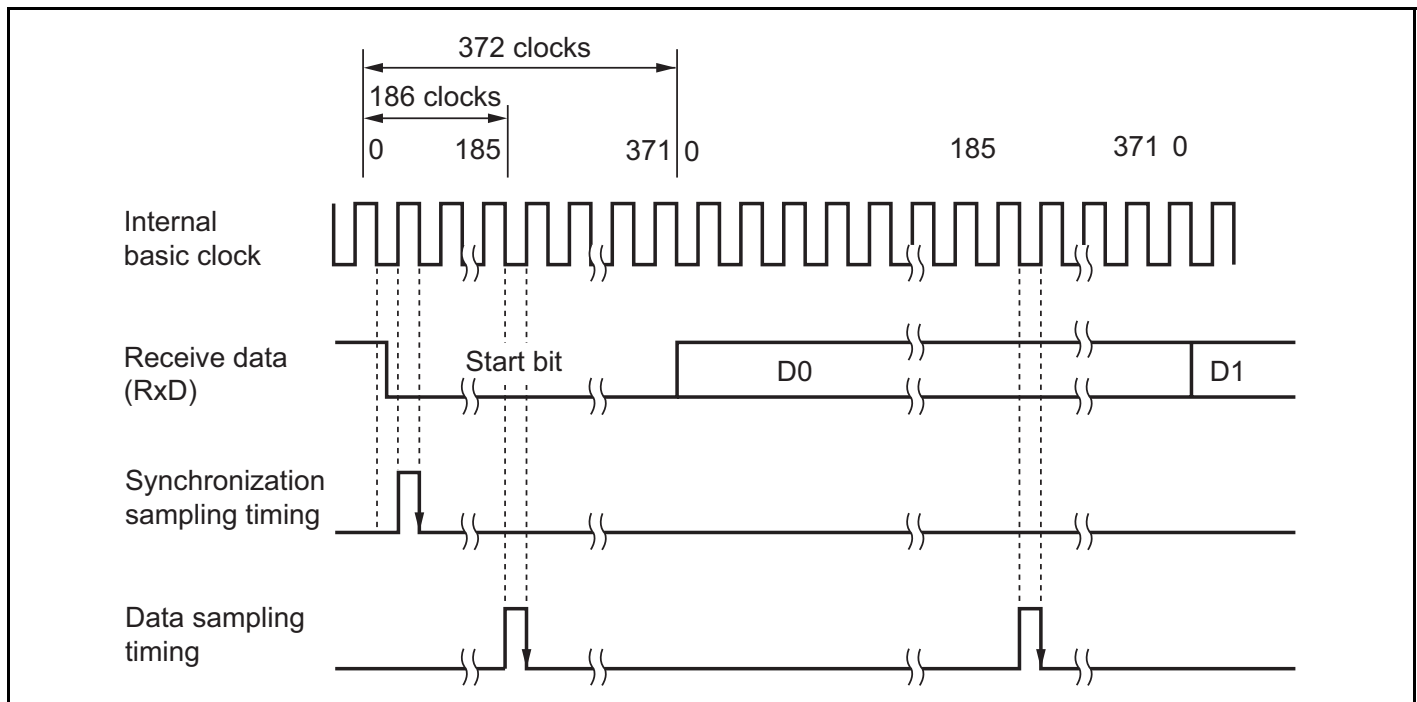 372 clocks
186 clocks
0 185 371 0 185 371 0
Internal
basic clock
Receive data
(RxD)
Start bit D0 D1
Synchronization
sampling timing
Data sampling
timing